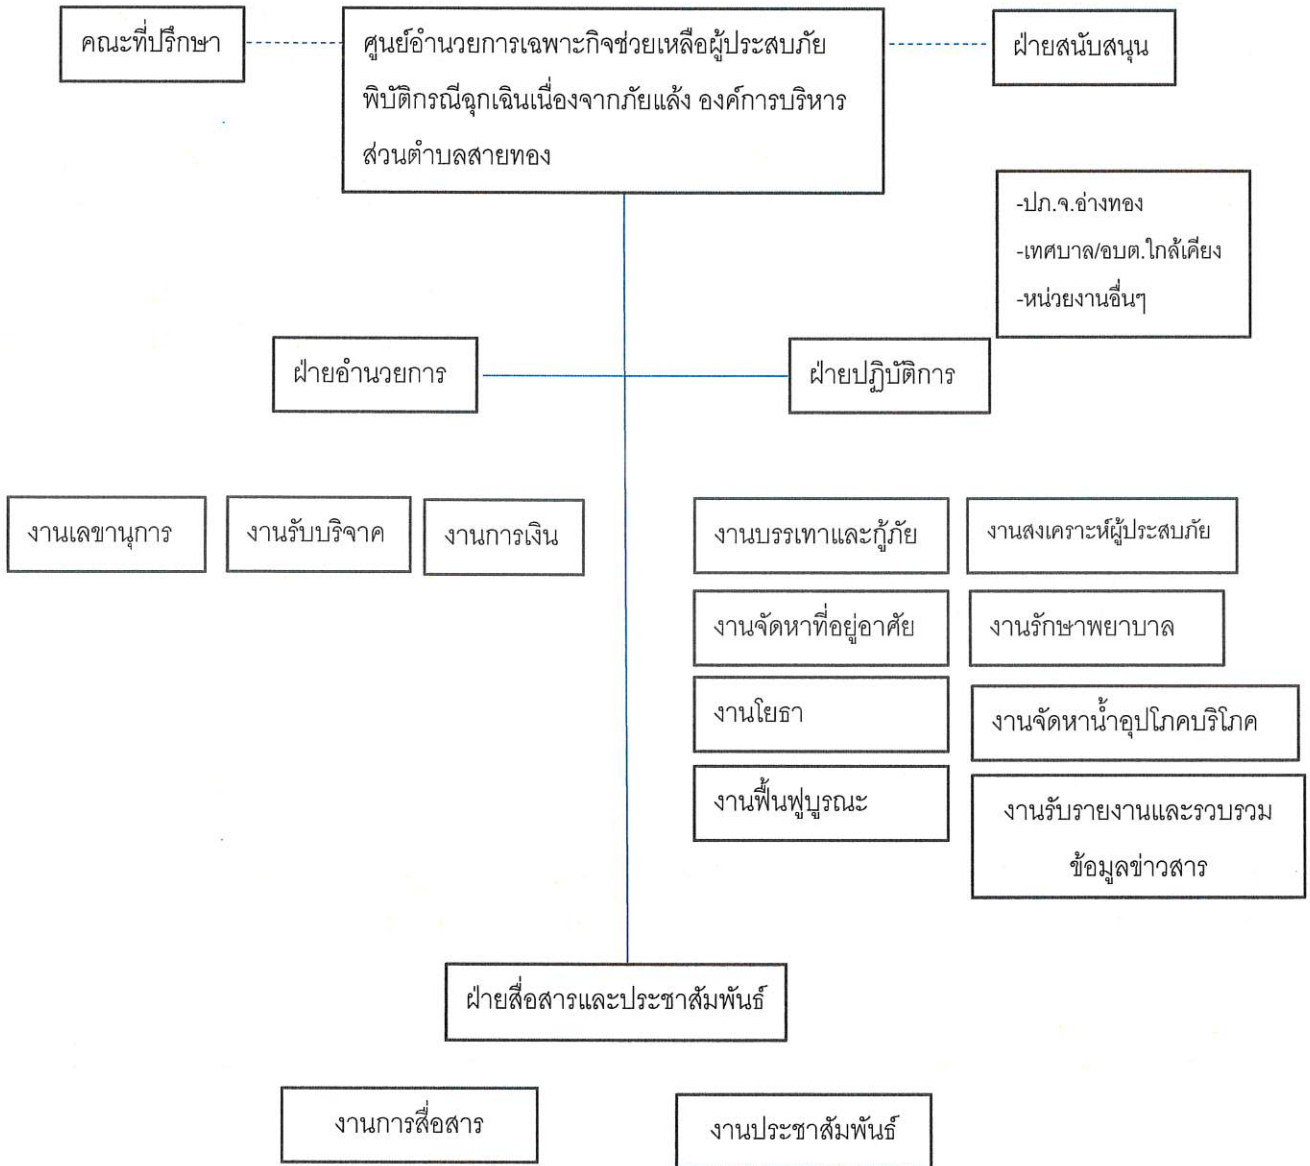 คณะที่ปรึกษา
ศูนย์อำนวยการเฉพาะกิจช่วยเหลือผู้ประสบภัย
พิบัติกรณีฉุกเฉินเนื่องจากภัยแล้ง องค์การบริหาร
ส่วนตำบลสายทอง
ฝ่ายสนับสนุน
-ปภ.จ.อ่างทอง
-เทศบาล/อบต.ใกล้เคียง
-หน่วยงานอื่นๆ
ฝ่ายอำนวยการ
ฝ่ายปฏิบัติการ
งานเลขานุการ
งานรับบริจาค
งานการเงิน
งานบรรเทาและกู้ภัย
งานสงเคราะห์ผู้ประสบภัย
งานจัดหาที่อยู่อาศัย
งานรักษาพยาบาล
งานโยธา
งานจัดหาน้ำอุปโภคบริโภค
งานฟื้นฟูบูรณะ
งานรับรายงานและรวบรวม
ข้อมูลข่าวสาร
ฝ่ายสื่อสารและประชาสัมพันธ์
งานการสื่อสาร
งานประชาสัมพันธ์